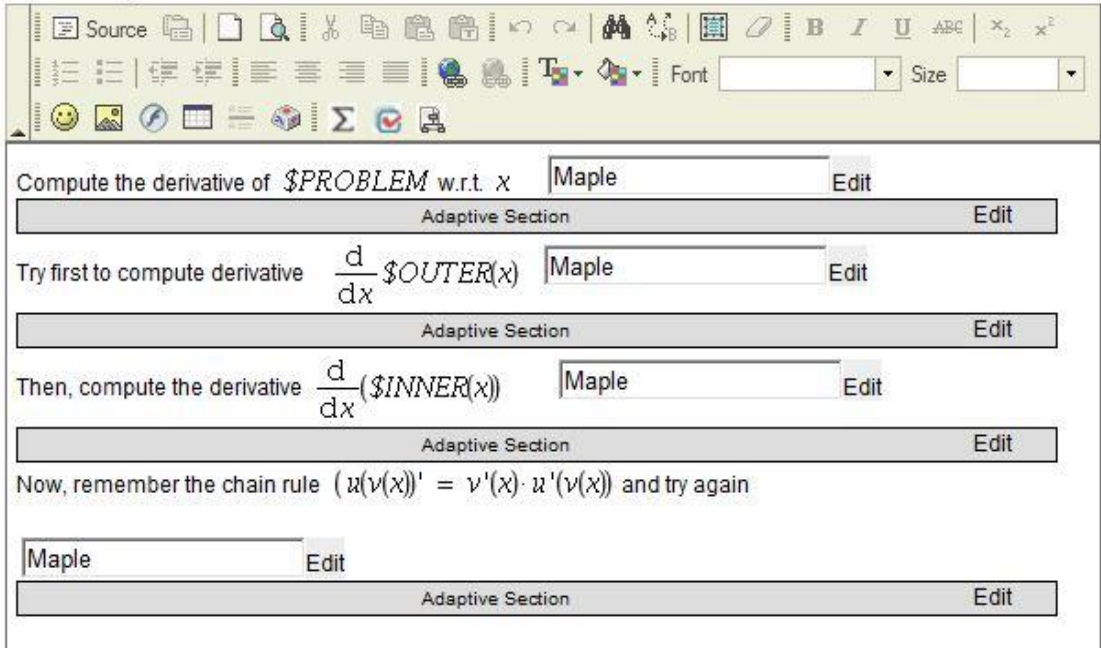 Source B I U ABC x₂ x²
Font Size
Σ
Compute the derivative of $PROBLEM w.r.t. x Maple Edit
Adaptive Section Edit
Try first to compute derivative d/dx $OUTER(x) Maple Edit
Adaptive Section Edit
Then, compute the derivative d/dx ($INNER(x)) Maple Edit
Adaptive Section Edit
Now, remember the chain rule (u(v(x))' = v'(x)· u'(v(x)) and try again
Maple Edit
Adaptive Section Edit